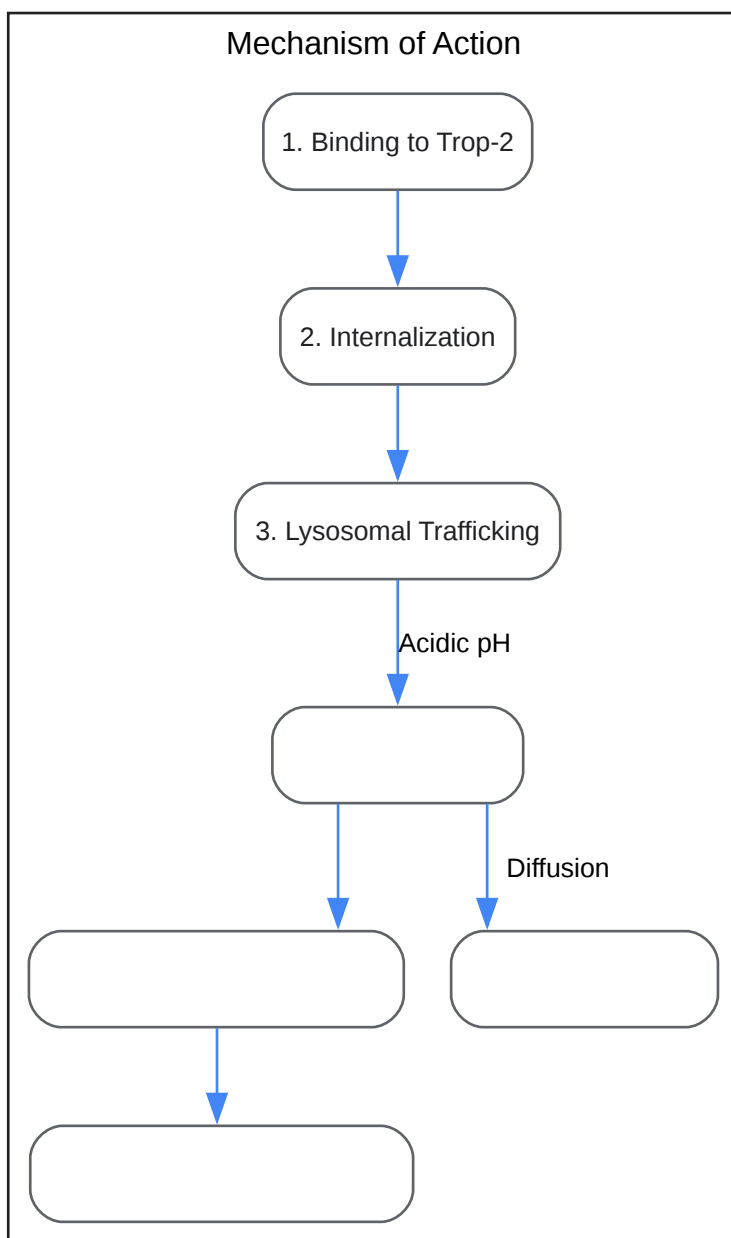 Mechanism of Action
1. Binding to Trop-2
2. Internalization
3. Lysosomal Trafficking
Acidic pH
Diffusion